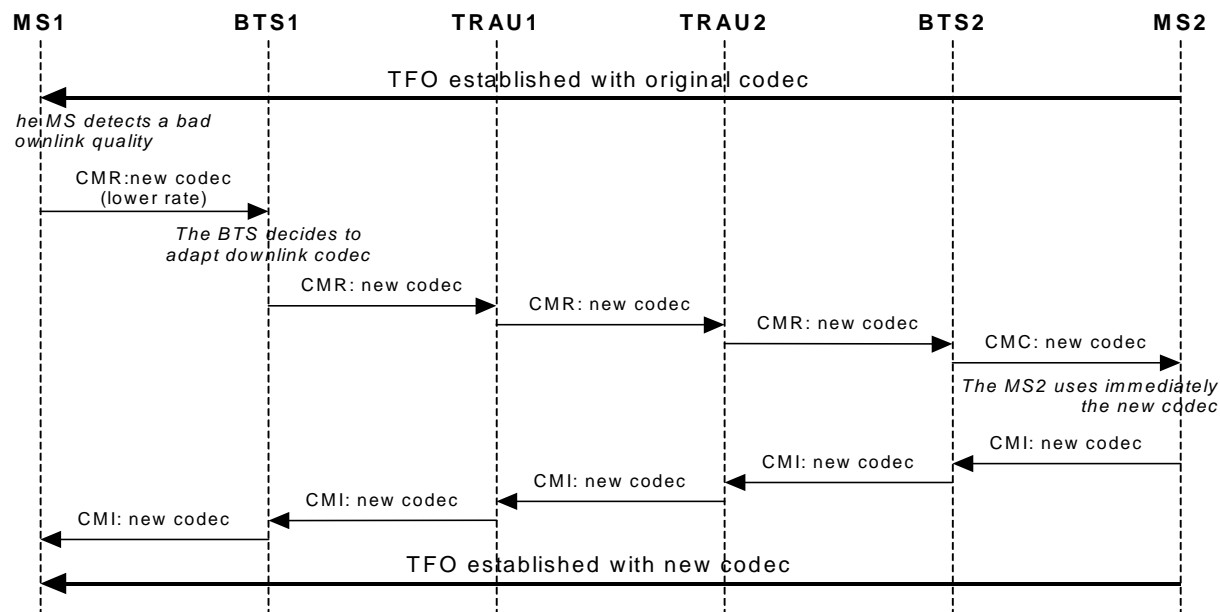 MS1 BTS1 TRAU1 TRAU2 BTS2 MS2
TFO established with original codec
he MS detects a bad
ownlink quality
CMR:new codec
(lower rate)
The BTS decides to
adapt downlink codec
CMR: new codec
CMR: new codec
CMR: new codec
CMC: new codec
The MS2 uses immediately
the new codec
CMI: new codec
CMI: new codec
CMI: new codec
CMI: new codec
CMI: new codec
TFO established with new codec